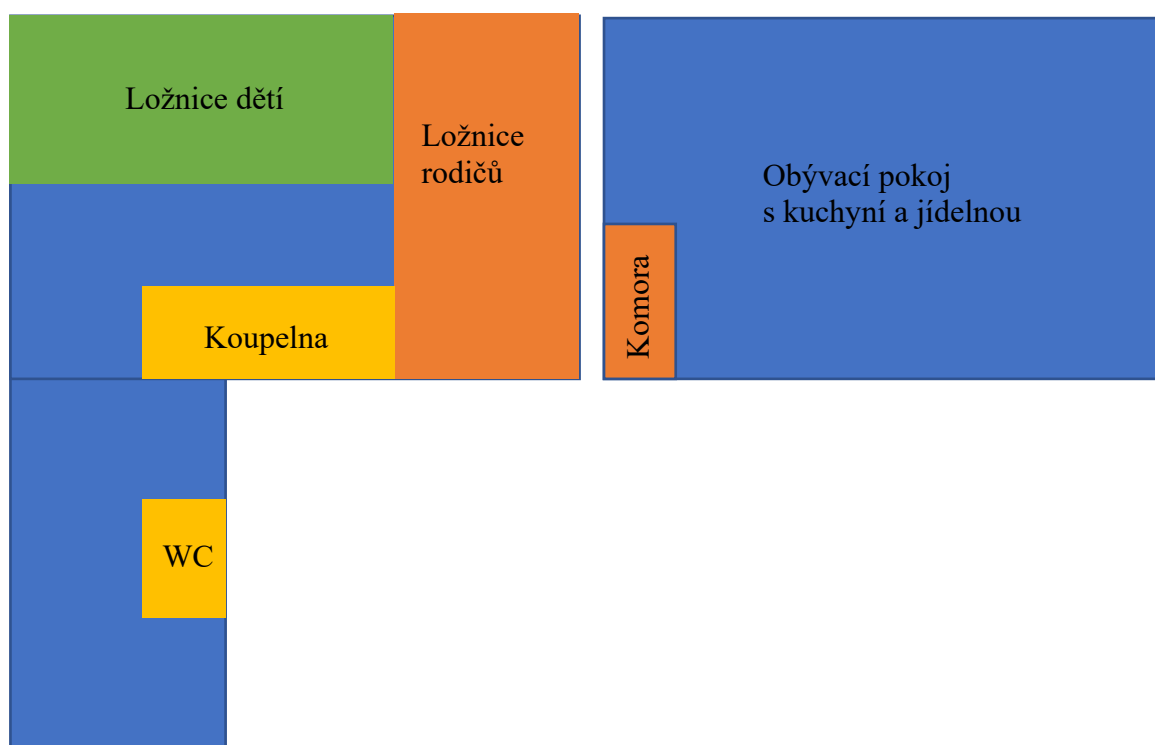 Ložnice dětí
Ložnice
rodičů
Obývací pokoj
s kuchyní a jídelnou
Komora
Koupelna
WC